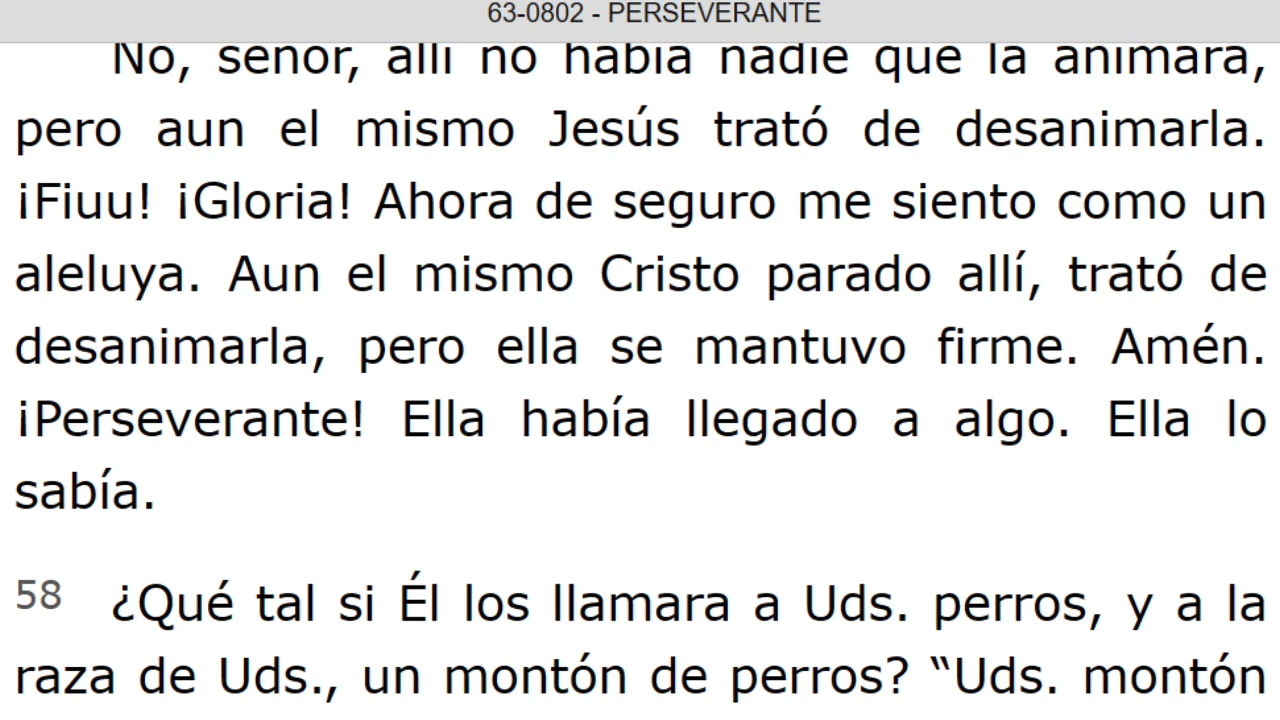 63-0802 - PERSEVERANTE
No, señor, allí no había nadie que la animara,
pero aun el mismo Jesús trató de desanimarla.
¡Fiuu! ¡Gloria! Ahora de seguro me siento como un
aleluya. Aun el mismo Cristo parado allí, trató de
desanimarla, pero ella se mantuvo firme. Amén.
¡Perseverante! Ella había llegado a algo. Ella lo
sabía.
58 ¿Qué tal si Él los llamara a Uds. perros, y a la
raza de Uds., un montón de perros? “Uds. montón